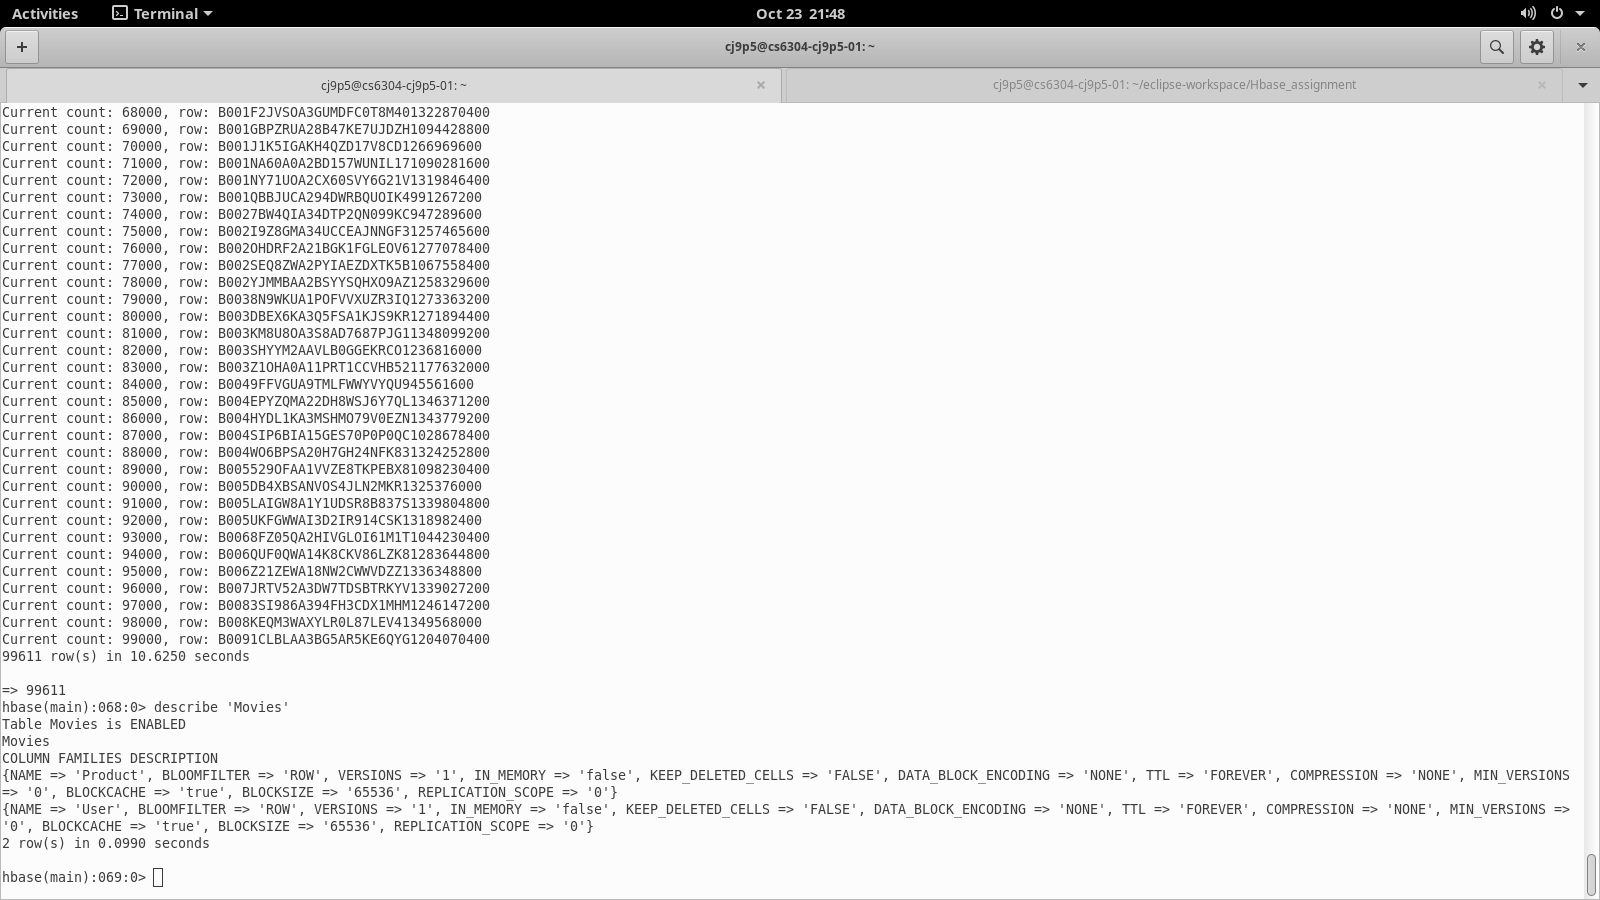 Activities Terminal Oct 23 21:48
cj9p5@cs6304-cj9p5-01: ~
cj9p5@cs6304-cj9p5-01: ~ cj9p5@cs6304-cj9p5-01: ~/eclipse-workspace/Hbase_assignment
Current count: 68000, row: B001F2JVSOA3GUMDFC0T8M401322870400
Current count: 69000, row: B001GBPZRUA28B47KE7UJDZH1094428800
Current count: 70000, row: B001J1K5IGAKH4QZD17V8CD1266969600
Current count: 71000, row: B001NA60A0A2BD157WUNIL171090281600
Current count: 72000, row: B001NY71UOA2CX60SVY6G21V1319846400
Current count: 73000, row: B001QBBJUCA294DWRBQUOIK4991267200
Current count: 74000, row: B0027BW4QIA34DTP2QN099KC947289600
Current count: 75000, row: B002I9Z8GMA34UCCEAJNNGF31257465600
Current count: 76000, row: B002OHDRF2A21BGK1FGLEOV61277078400
Current count: 77000, row: B002SEQ8ZWA2PYIAEZDXTK5B1067558400
Current count: 78000, row: B002YJMMBAA2BSYYSQHXO9AZ1258329600
Current count: 79000, row: B0038N9WKUA1POFVVXUZR3IQ1273363200
Current count: 80000, row: B003DBEX6KA3Q5FSA1KJS9KR1271894400
Current count: 81000, row: B003KM8U8OA3S8AD7687PJG11348099200
Current count: 82000, row: B003SHYYM2AAVLB0GGEKRCO1236816000
Current count: 83000, row: B003Z1OHA0A11PRT1CCVHB521177632000
Current count: 84000, row: B0049FFVGUA9TMLFWWYVYQU945561600
Current count: 85000, row: B004EPYZQMA22DH8WSJ6Y7QL1346371200
Current count: 86000, row: B004HYDL1KA3MSHMO79V0EZN1343779200
Current count: 87000, row: B004SIP6BIA15GES70P0P0QC1028678400
Current count: 88000, row: B004WO6BPSA20H7GH24NFK831324252800
Current count: 89000, row: B005529OFAA1VVZE8TKPEBX81098230400
Current count: 90000, row: B005DB4XBSANVOS4JLN2MKR1325376000
Current count: 91000, row: B005LAIGW8A1Y1UDSR8B837S1339804800
Current count: 92000, row: B005UKFGWWAI3D2IR914CSK1318982400
Current count: 93000, row: B0068FZ05QA2HIVGLOI61M1T1044230400
Current count: 94000, row: B006QUF0QWA14K8CKV86LZK81283644800
Current count: 95000, row: B006Z21ZEWA18NW2CWWVDZZ1336348800
Current count: 96000, row: B007JRTV52A3DW7TDSBTRKYV1339027200
Current count: 97000, row: B0083SI986A394FH3CDX1MHM1246147200
Current count: 98000, row: B008KEQM3WAXYLR0L87LEV41349568000
Current count: 99000, row: B0091CLBLAA3BG5AR5KE6QYG1204070400
99611 row(s) in 10.6250 seconds
=> 99611
hbase(main):068:0> describe 'Movies'
Table Movies is ENABLED
Movies
COLUMN FAMILIES DESCRIPTION
{NAME => 'Product', BLOOMFILTER => 'ROW', VERSIONS => '1', IN_MEMORY => 'false', KEEP_DELETED_CELLS => 'FALSE', DATA_BLOCK_ENCODING => 'NONE', TTL => 'FOREVER', COMPRESSION => 'NONE', MIN_VERSIONS
=> '0', BLOCKCACHE => 'true', BLOCKSIZE => '65536', REPLICATION_SCOPE => '0'}
{NAME => 'User', BLOOMFILTER => 'ROW', VERSIONS => '1', IN_MEMORY => 'false', KEEP_DELETED_CELLS => 'FALSE', DATA_BLOCK_ENCODING => 'NONE', TTL => 'FOREVER', COMPRESSION => 'NONE', MIN_VERSIONS =>
'0', BLOCKCACHE => 'true', BLOCKSIZE => '65536', REPLICATION_SCOPE => '0'}
2 row(s) in 0.0990 seconds
hbase(main):069:0>